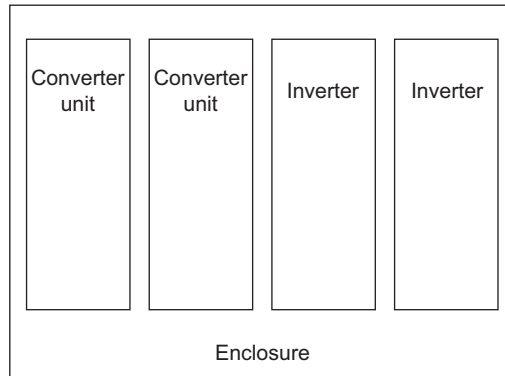 Converter
unit
Converter
unit
Inverter
Inverter
Enclosure